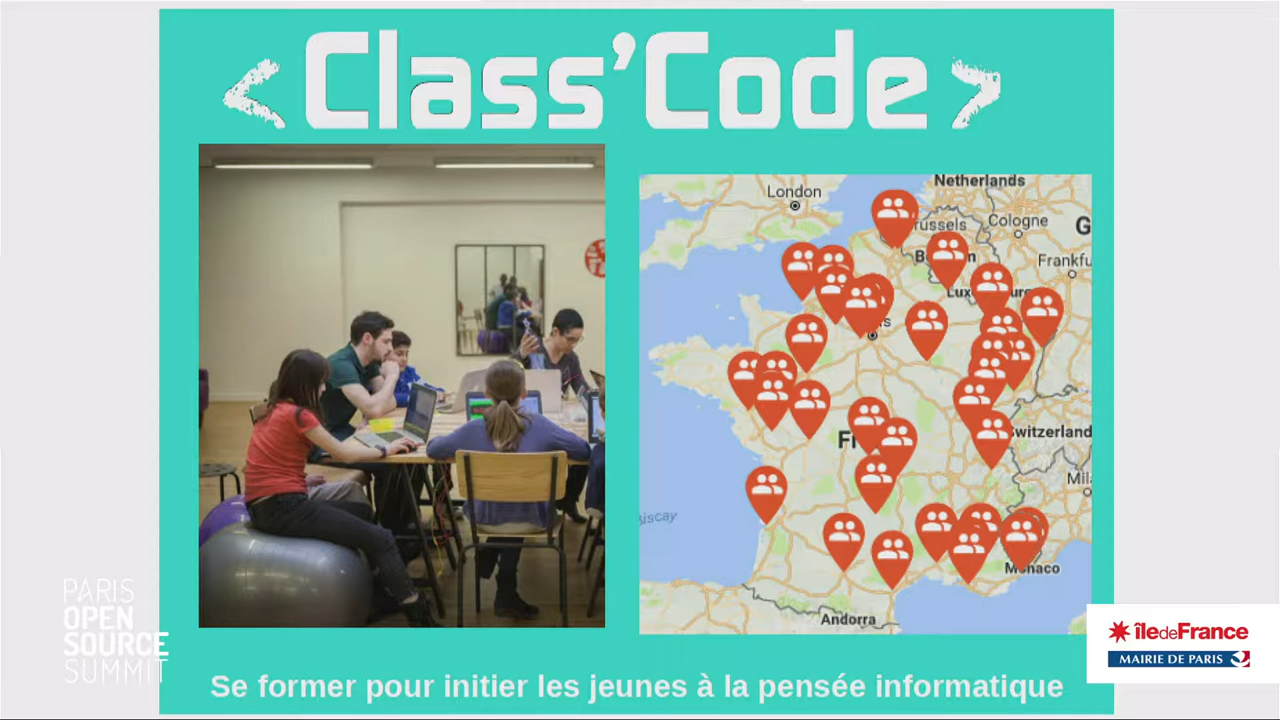 <Class'Code>
London
Netherlands
Cologne
G
Frankfu
Switzerland
Mil
Monaco
Andorra
PARIS
OPEN
SOURCE
SUMMIT
îledeFrance
MAIRIE DE PARIS
Se former pour initier les jeunes à la pensée informatique